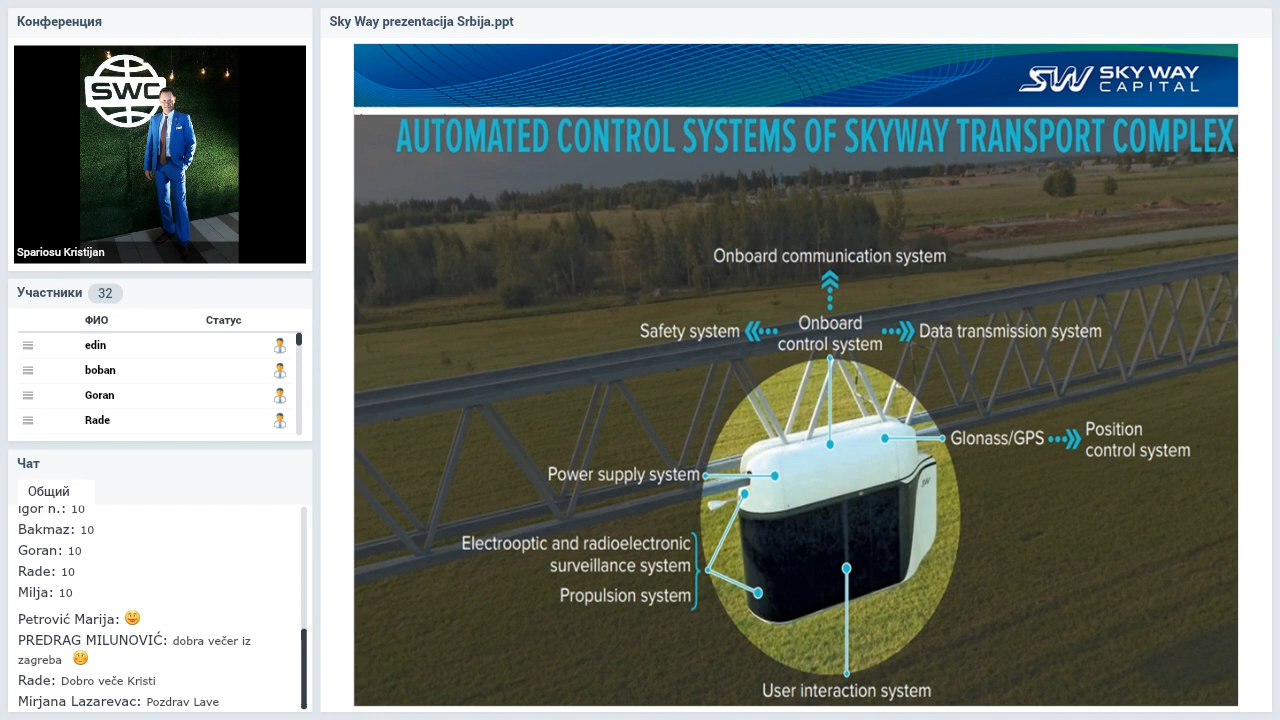 Конференция
SWC
Spariosu Kristijan
Участники 32
ФИО Статус
edin
boban
Goran
Rade
Чат
Общий
igor n.: 10
Bakmaz: 10
Goran: 10
Rade: 10
Milja: 10
Petrović Marija:
PREDRAG MILUNOVIĆ: dobra večer iz
zagreba
Rade: Dobro veče Kristi
Mirjana Lazarevac: Pozdrav Lave
Sky Way prezentacija Srbija.ppt
SW SKY WAY
CAPITAL
AUTOMATED CONTROL SYSTEMS OF SKYWAY TRANSPORT COMPLEX
Onboard communication system
Safety system
Onboard
control system
Data transmission system
Glonass/GPS
Position
control system
Power supply system
Electrooptic and radioelectronic
surveillance system
Propulsion system
User interaction system